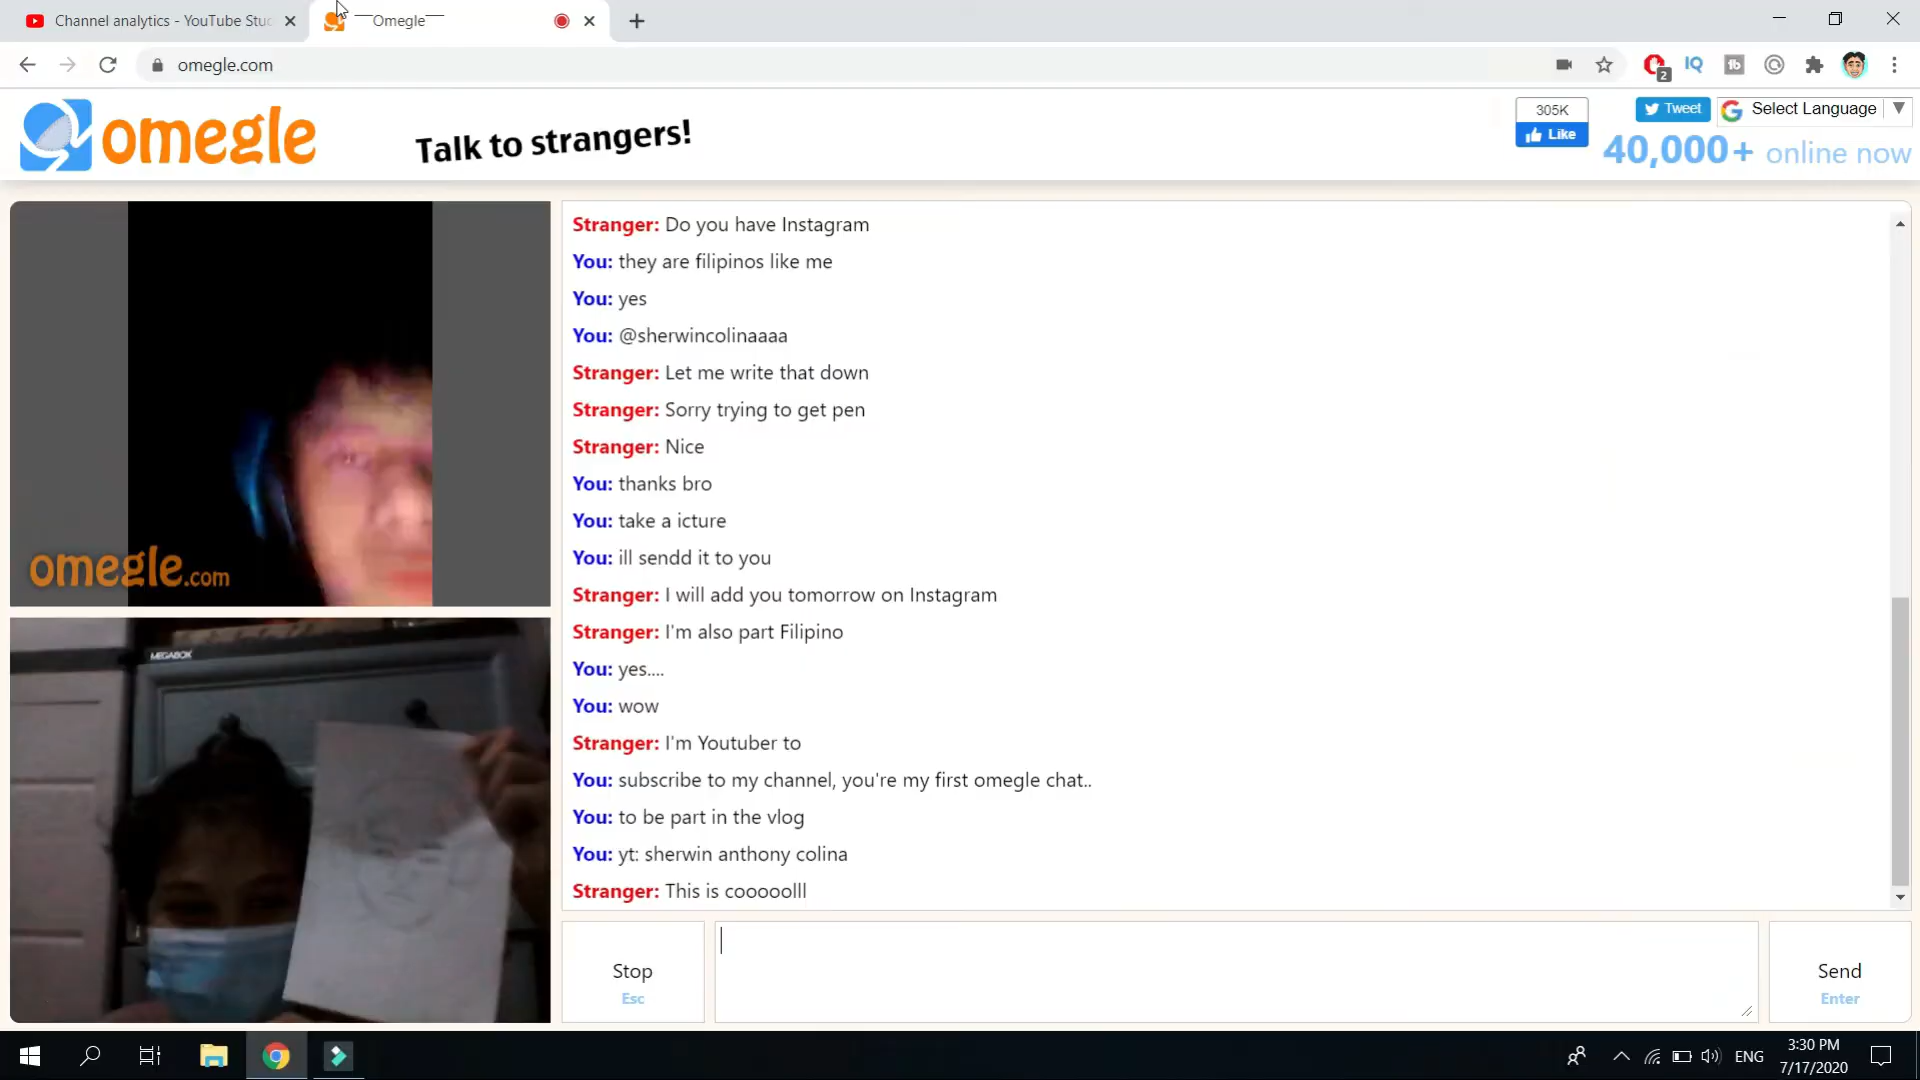 Channel analytics - YouTube Stu
Omegle
omegle.com
2
IQ
tb
omegle
Talk to strangers!
305K
Like
Tweet
Select Language
40,000+ online now
Stranger: Do you have Instagram
You: they are filipinos like me
You: yes
You: @sherwincolinaaaa
Stranger: Let me write that down
Stranger: Sorry trying to get pen
Stranger: Nice
You: thanks bro
You: take a icture
You: ill sendd it to you
Stranger: I will add you tomorrow on Instagram
Stranger: I'm also part Filipino
You: yes....
You: wow
Stranger: I'm Youtuber to
You: subscribe to my channel, you're my first omegle chat..
You: to be part in the vlog
You: yt: sherwin anthony colina
Stranger: This is cooooolll
omegle.com
MEGABOX
Stop
Esc
Send
Enter
ENG
3:30 PM
7/17/2020